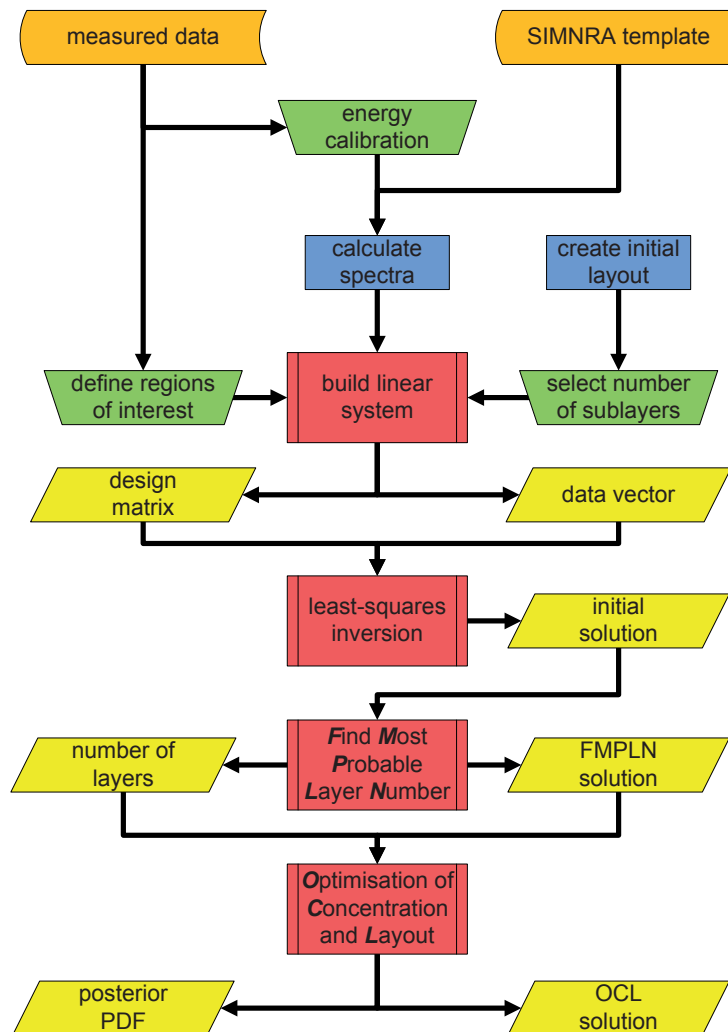 measured data
SIMNRA template
energy
calibration
calculate
spectra
create initial
layout
define regions
of interest
build linear
system
select number
of sublayers
design
matrix
data vector
least-squares
inversion
initial
solution
number of
layers
Find Most
Probable
Layer Number
FMPLN
solution
Optimisation of
Concentration
and Layout
posterior
PDF
OCL
solution